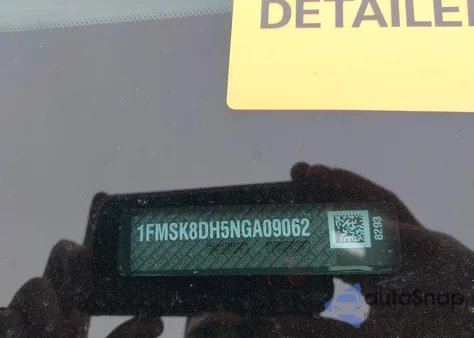 DETAILE
1FMSK8DH5NGA09062
8293
autoSnap